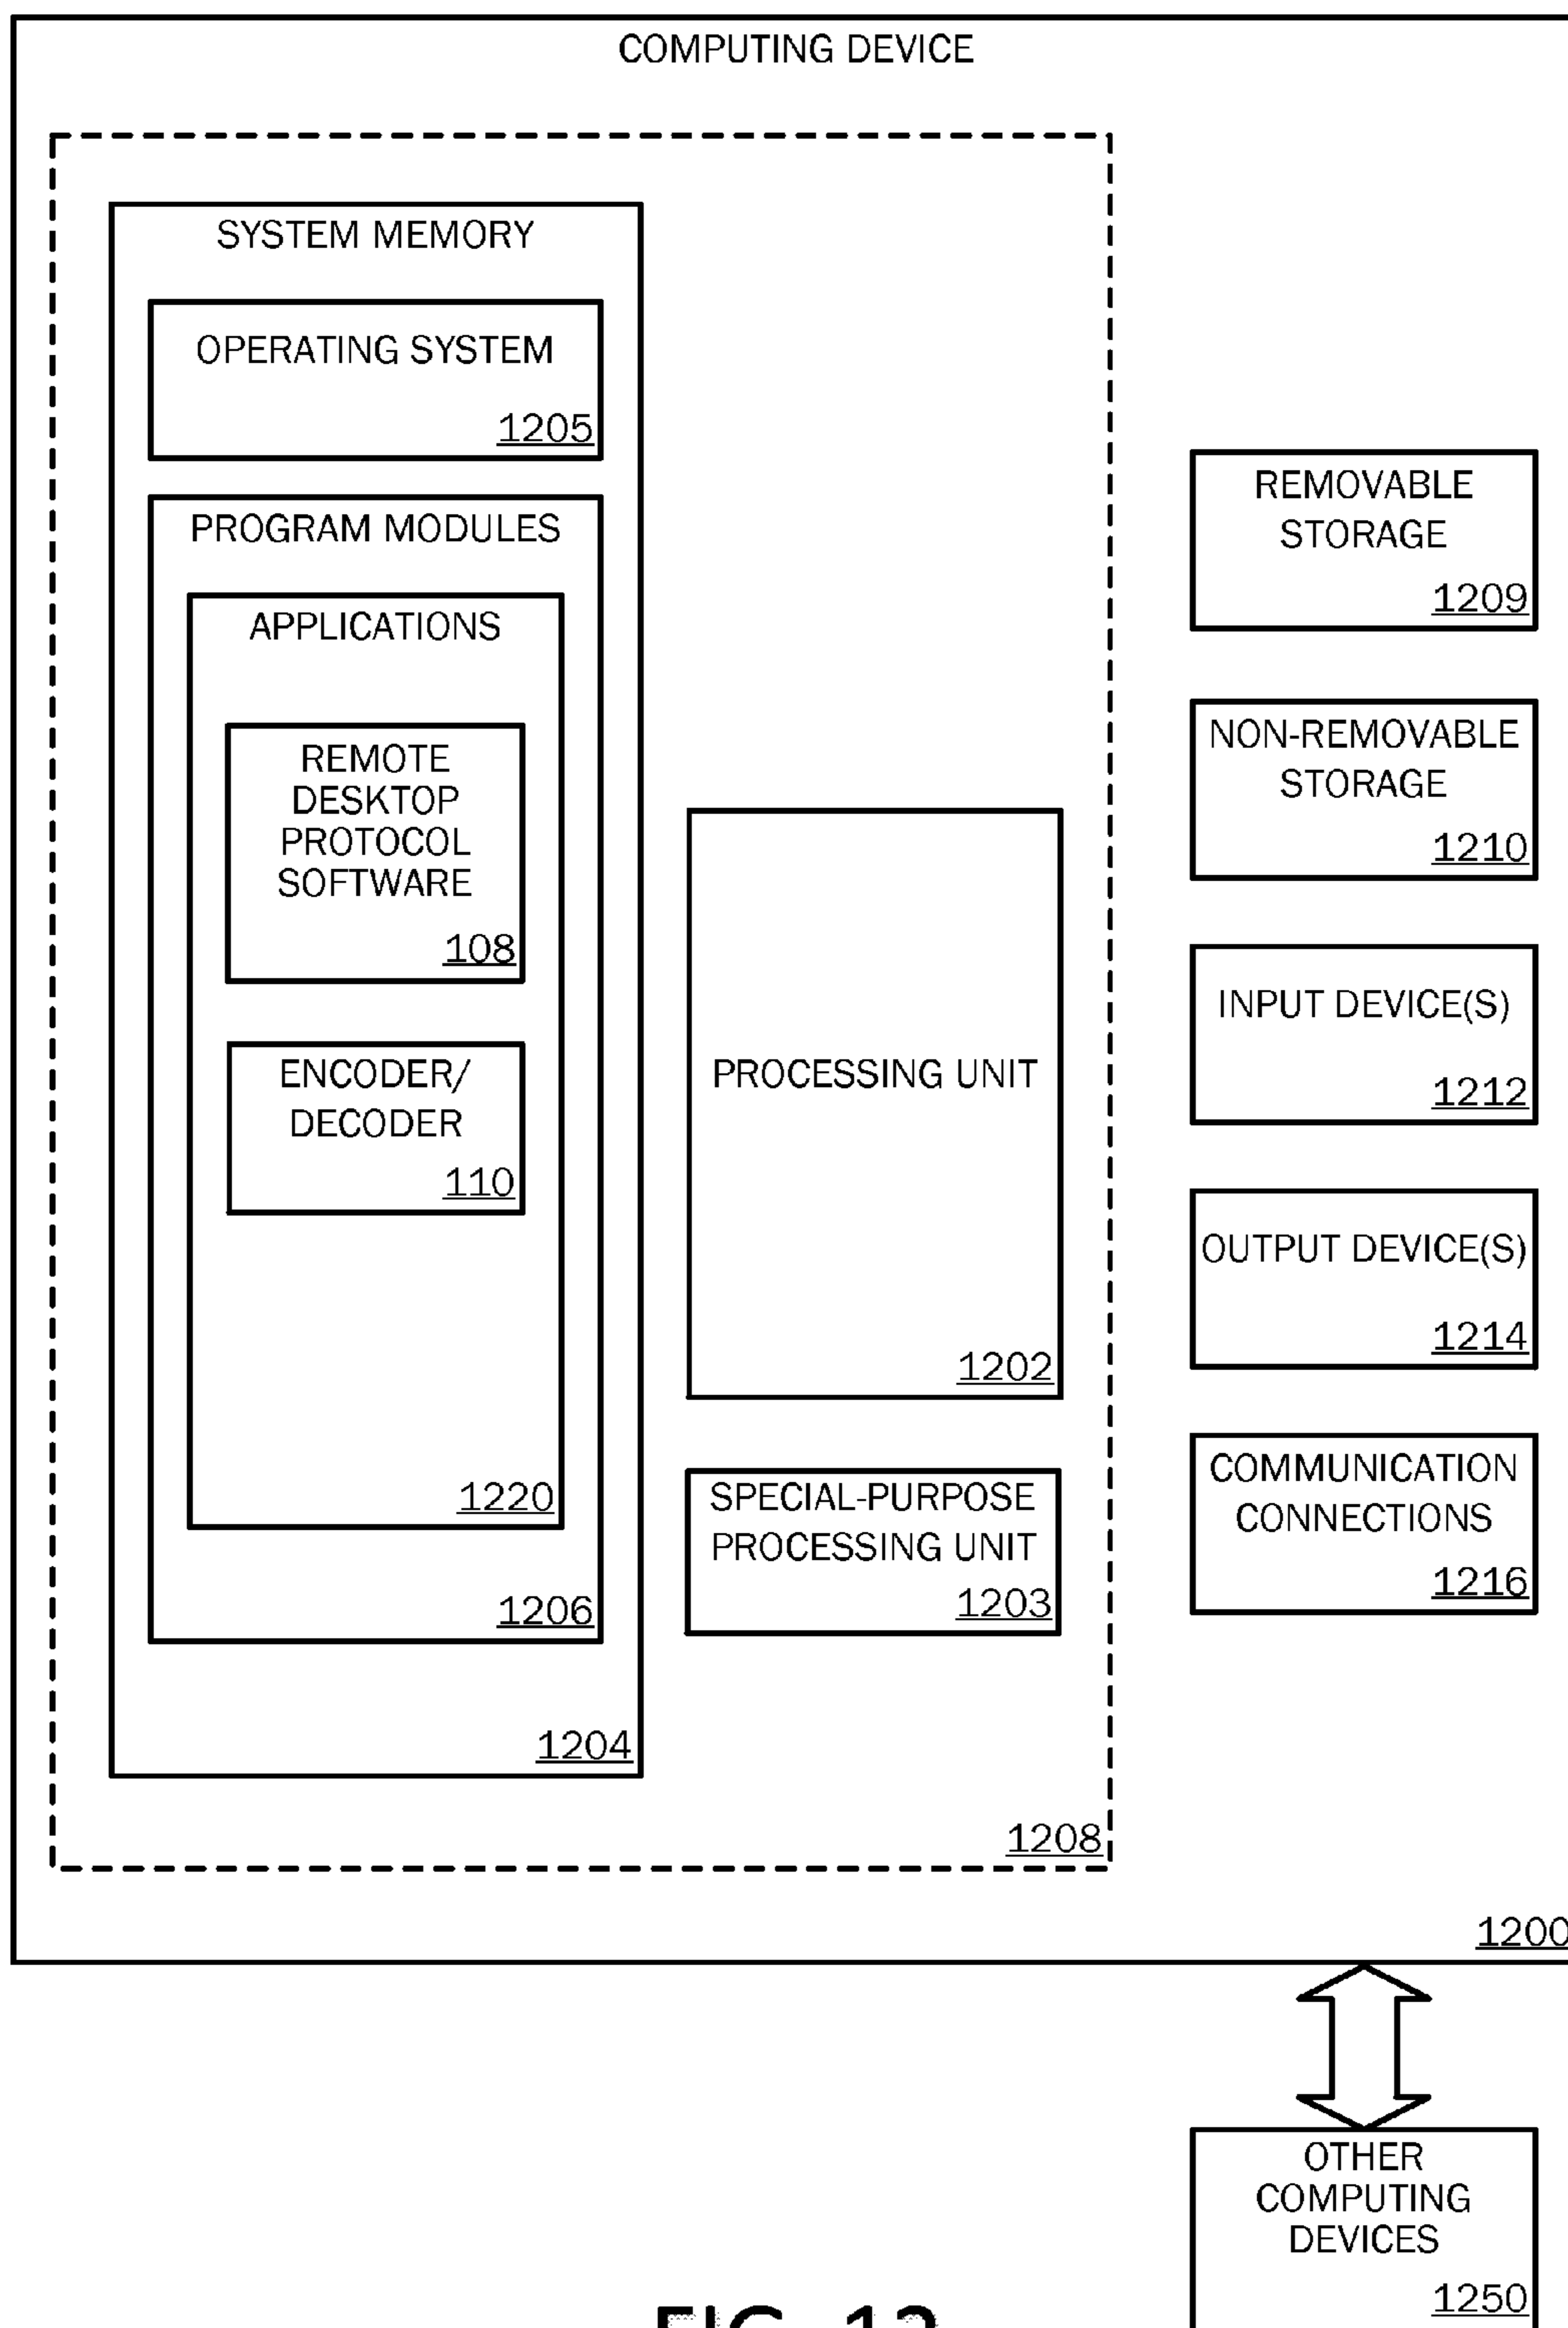 COMPUTING DEVICE
SYSTEM MEMORY
OPERATING SYSTEM
1205
PROGRAM MODULES
APPLICATIONS
REMOTE
DESKTOP
PROTOCOL
SOFTWARE
108
ENCODER/
DECODER
110
1220
1206
1204
PROCESSING UNIT
1202
SPECIAL-PURPOSE
PROCESSING UNIT
1203
1208
REMOVABLE
STORAGE
1209
NON-REMOVABLE
STORAGE
1210
INPUT DEVICE(S)
1212
OUTPUT DEVICE(S)
1214
COMMUNICATION
CONNECTIONS
1216
1200
OTHER
COMPUTING
DEVICES
1250
FIG.